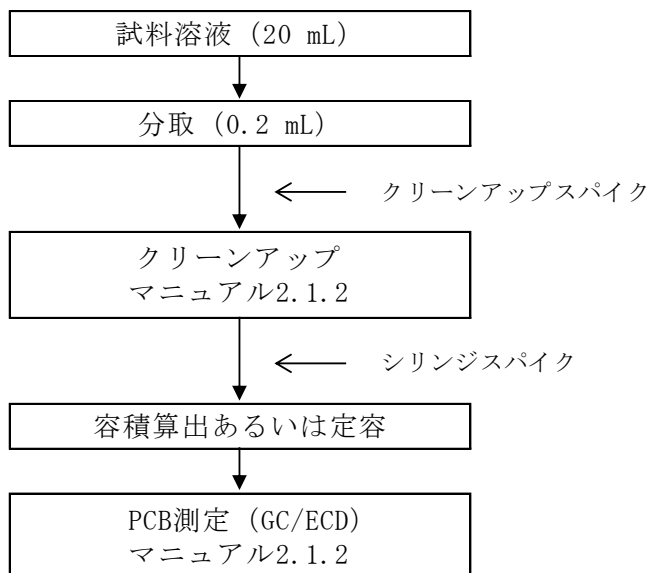 試料溶液 (20 mL)
分取 (0.2 mL)
クリーンアップスパイク
クリーンアップ
マニュアル2.1.2
シリンジスパイク
容積算出あるいは定容
PCB測定 (GC/ECD)
マニュアル2.1.2